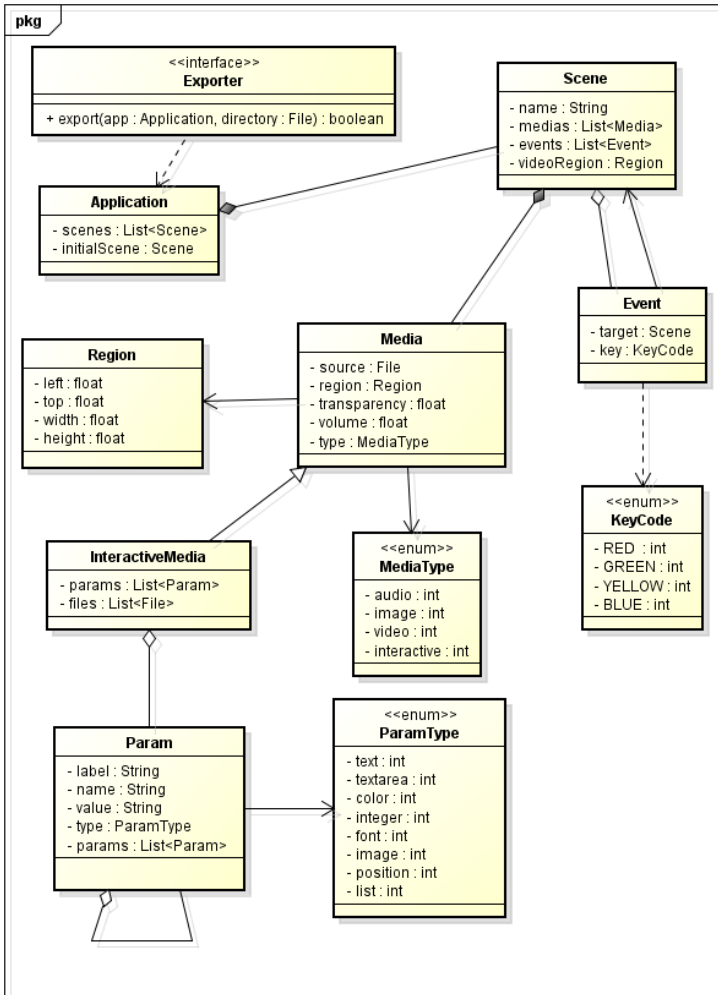 pkg
<<interface>>
Exporter
+ export(app : Application, directory : File) : boolean
Scene
- name : String
- medias : List<Media>
- events : List<Event>
- videoRegion : Region
Application
- scenes : List<Scene>
- initialScene : Scene
Event
- target : Scene
- key : KeyCode
Media
- source : File
- region : Region
- transparency : float
- volume : float
- type : MediaType
Region
- left : float
- top : float
- width : float
- height : float
<<enum>>
KeyCode
- RED : int
- GREEN : int
- YELLOW : int
- BLUE : int
InteractiveMedia
- params : List<Param>
- files : List<File>
<<enum>>
MediaType
- audio : int
- image : int
- video : int
- interactive : int
Param
- label : String
- name : String
- value : String
- type : ParamType
- params : List<Param>
<<enum>>
ParamType
- text : int
- textarea : int
- color : int
- integer : int
- font : int
- image : int
- position : int
- list : int